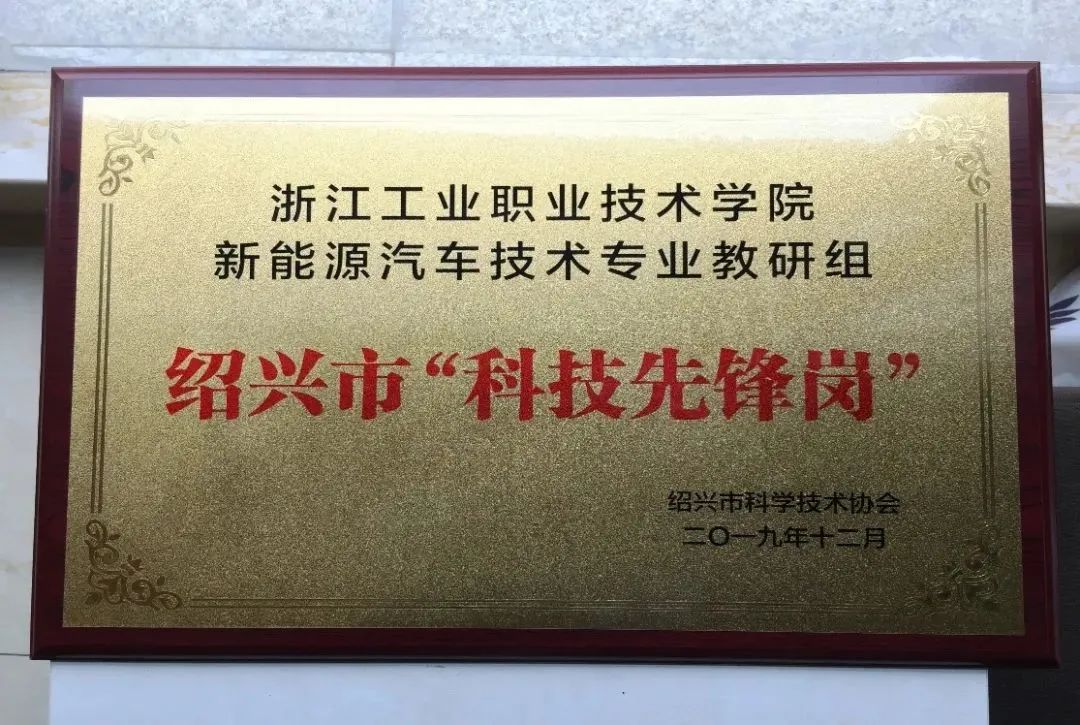 浙江工业职业技术学院
新能源汽车技术专业教研组
绍兴市“科技先锋岗”
绍兴市科学技术协会
二〇一九年十二月